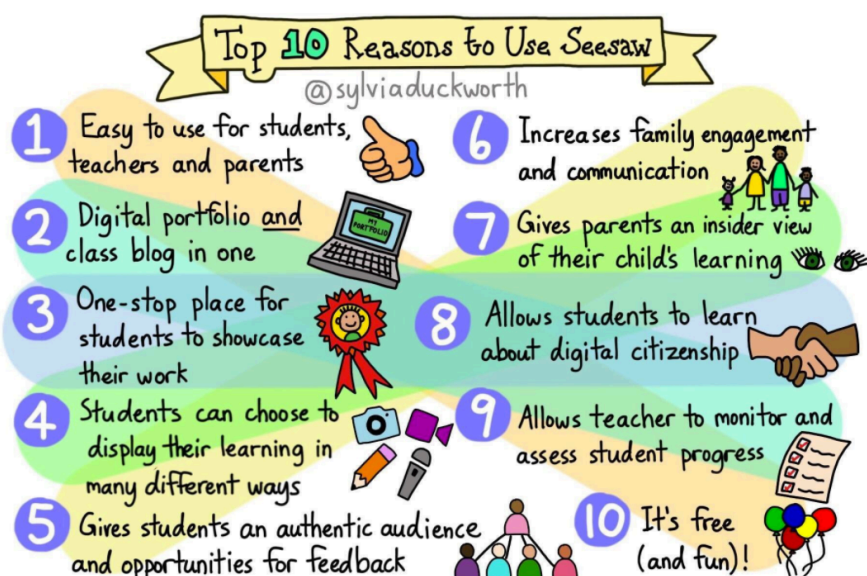 Top 10 Reasons to Use Seesaw
@sylviaduckworth
1 Easy to use for students,
teachers and parents
2 Digital portfolio and
class blog in one
MY
PORTFOLIO
3 One-stop place for
students to showcase
their work
4 Students can choose to
display their learning in
many different ways
5 Gives students an authentic audience
and opportunities for feedback
6 Increases family engagement
and communication
7 Gives parents an insider view
of their child's learning
8 Allows students to learn
about digital citizenship
9 Allows teacher to monitor and
assess student progress
10 It's free
(and fun)!